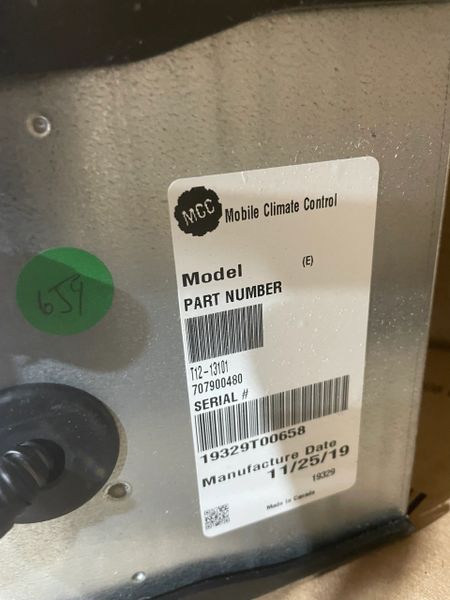 MCC Mobile Climate Control
Model (E)
PART NUMBER
T12-13101
707900480
SERIAL #
19329T00658
Manufacture Date
11/25/19
19329
Made in Canada
659